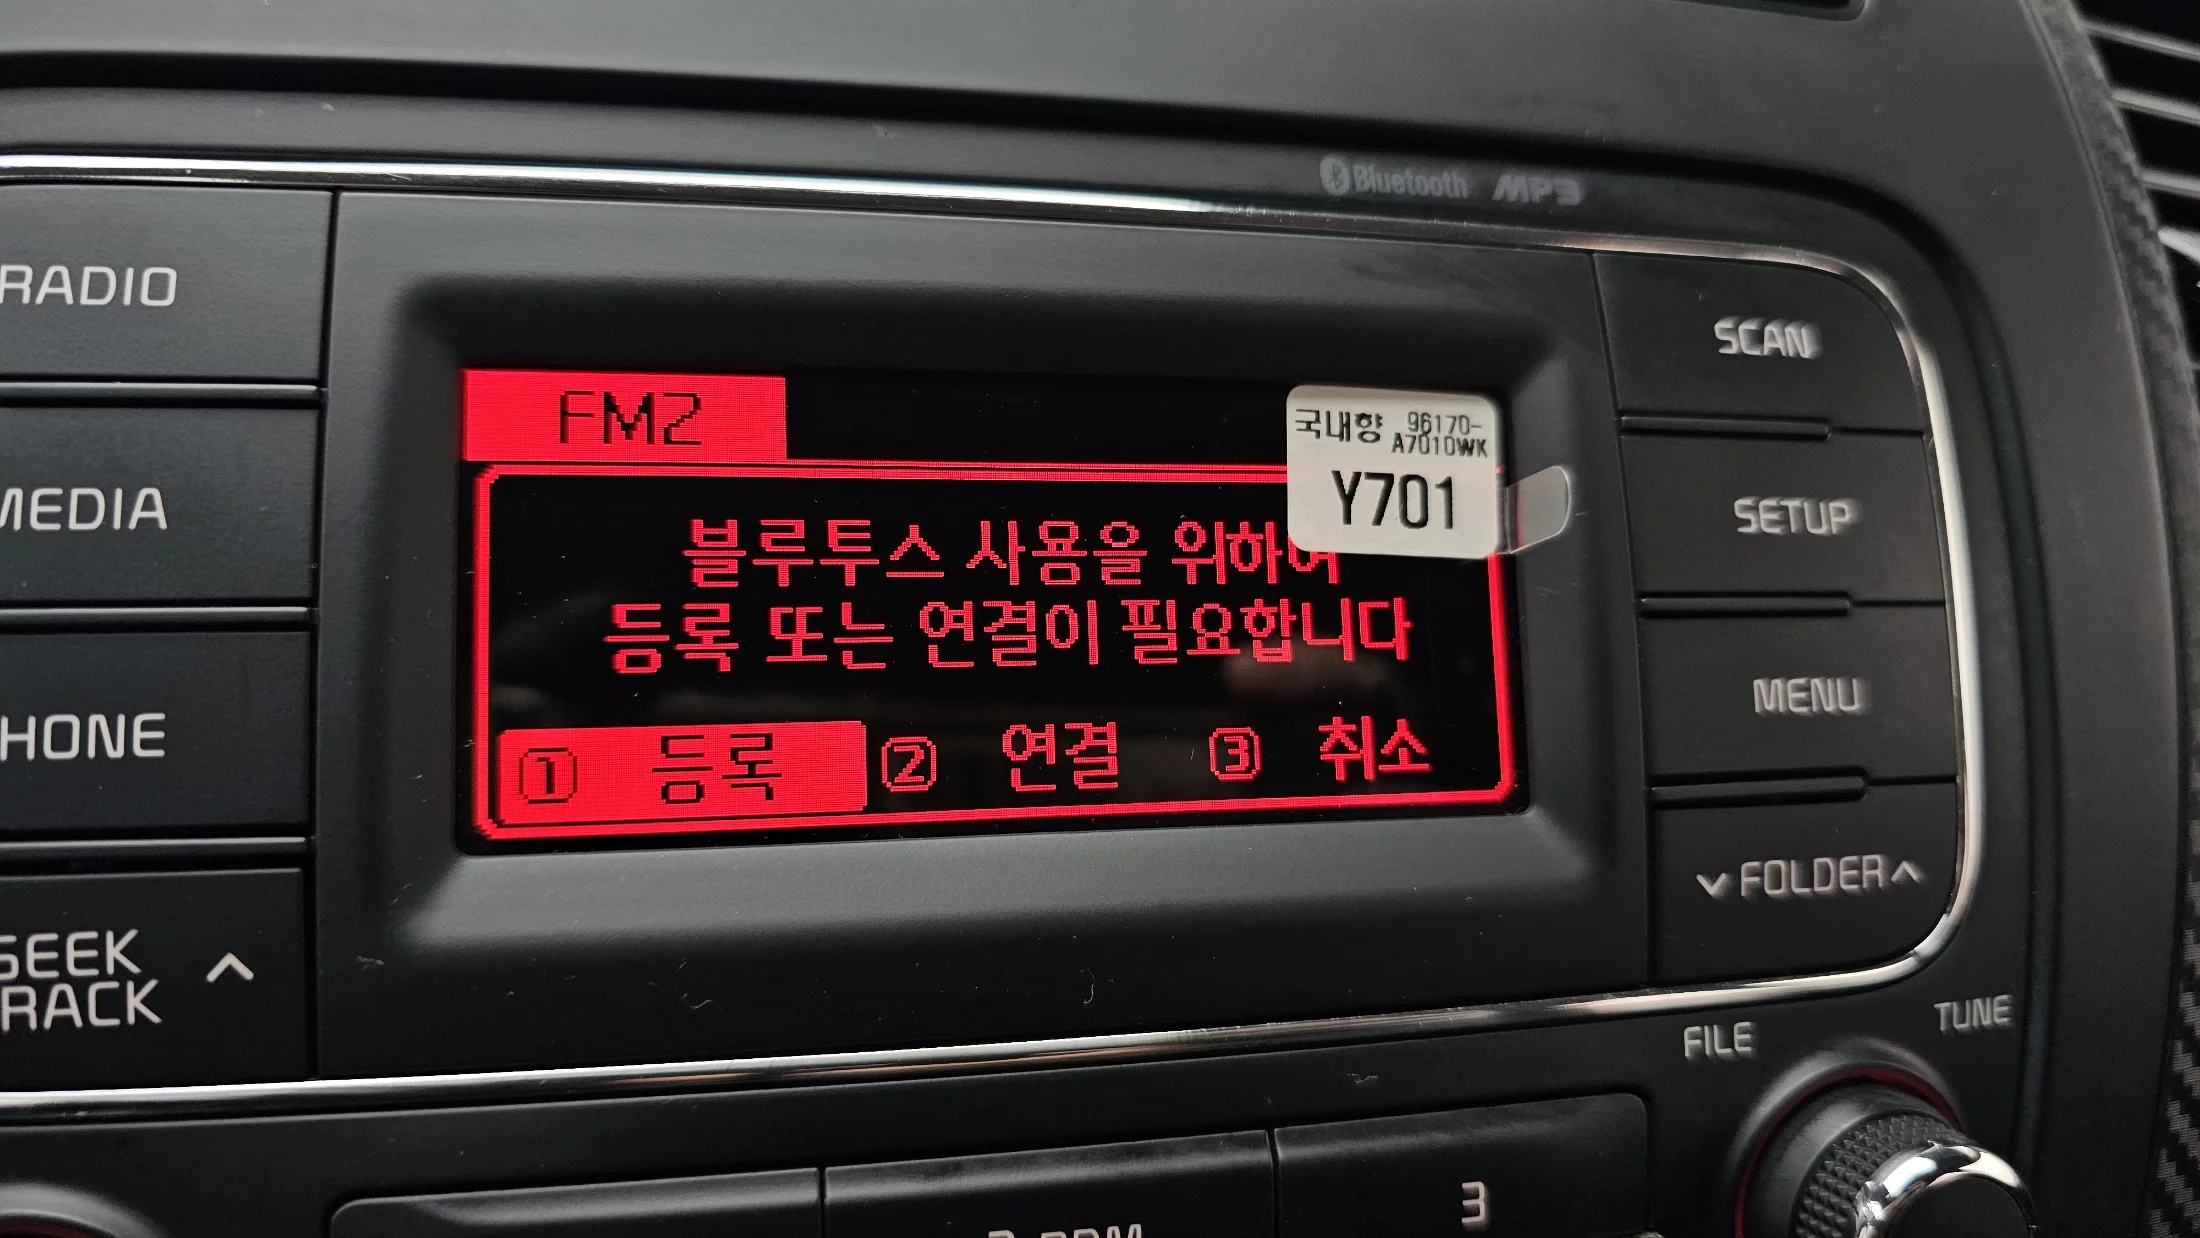 Bluetooth MP3
RADIO
MEDIA
HONE
SEEK
RACK
FM2
국내향 96170-
A7010WK
Y701
블루투스 사용을 위하여
등록 또는 연결이 필요합니다
① 등록 ② 연결 ③ 취소
SCAN
SETUP
MENU
FOLDER
FILE
TUNE
3